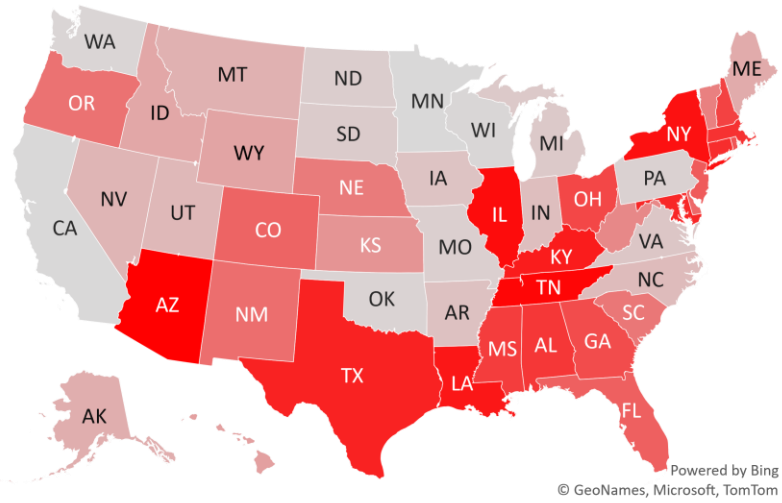 WA
MT
ND
MN
ME
OR
ID
SD
WI
MI
NY
WY
IA
PA
NE
NV
UT
IL
IN
OH
CA
CO
KS
MO
KY
VA
AZ
NM
OK
AR
TN
NC
SC
MS
AL
GA
TX
LA
FL
AK
Powered by Bing
© GeoNames, Microsoft, TomTom